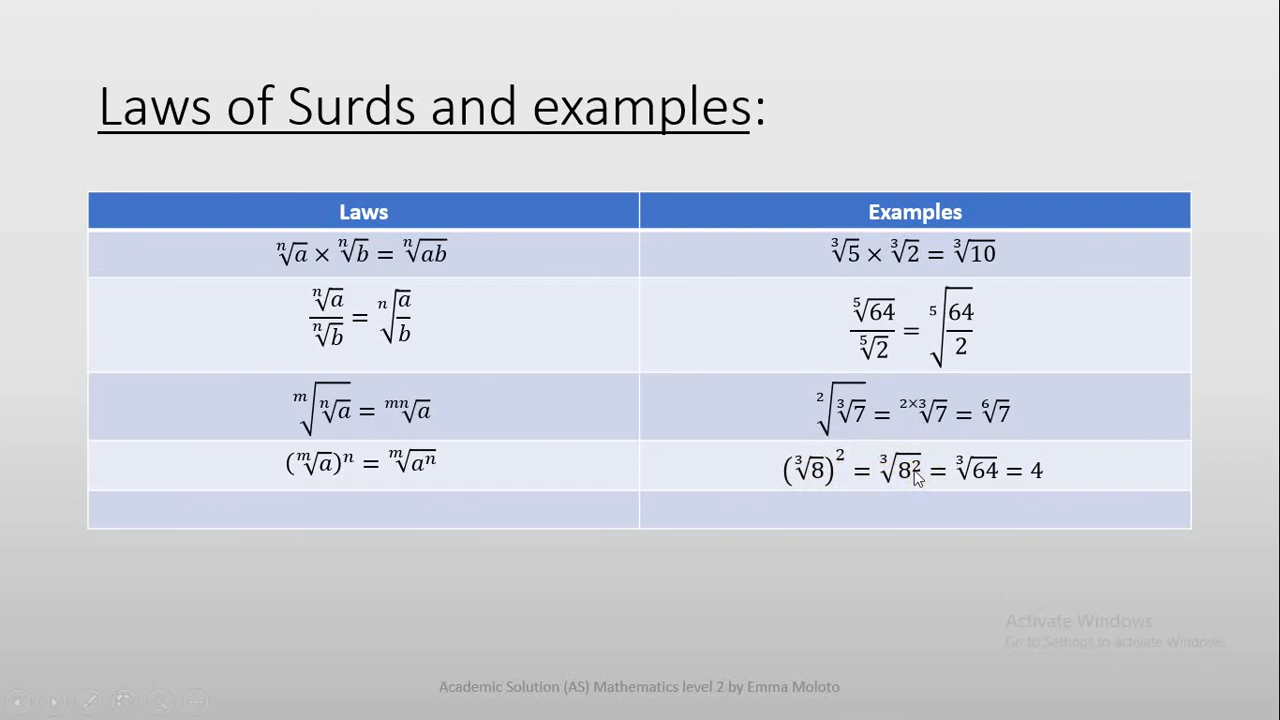 Laws of Surds and examples:
Laws Examples
ⁿ√a × ⁿ√b = ⁿ√ab ³√5 × ³√2 = ³√10
ⁿ√a / ⁿ√b = ⁿ√(a/b) ⁵√64 / ⁵√2 = ⁵√(64/2)
ᵐ√(ⁿ√a) = ᵐⁿ√a ²√(³√7) = ²ˣ³√7 = ⁶√7
(ᵐ√a)ⁿ = ᵐ√aⁿ (³√8)² = ³√8² = ³√64 = 4
Activate Windows
Go to Settings to activate Windows.
Academic Solution (AS) Mathematics level 2 by Emma Moloto